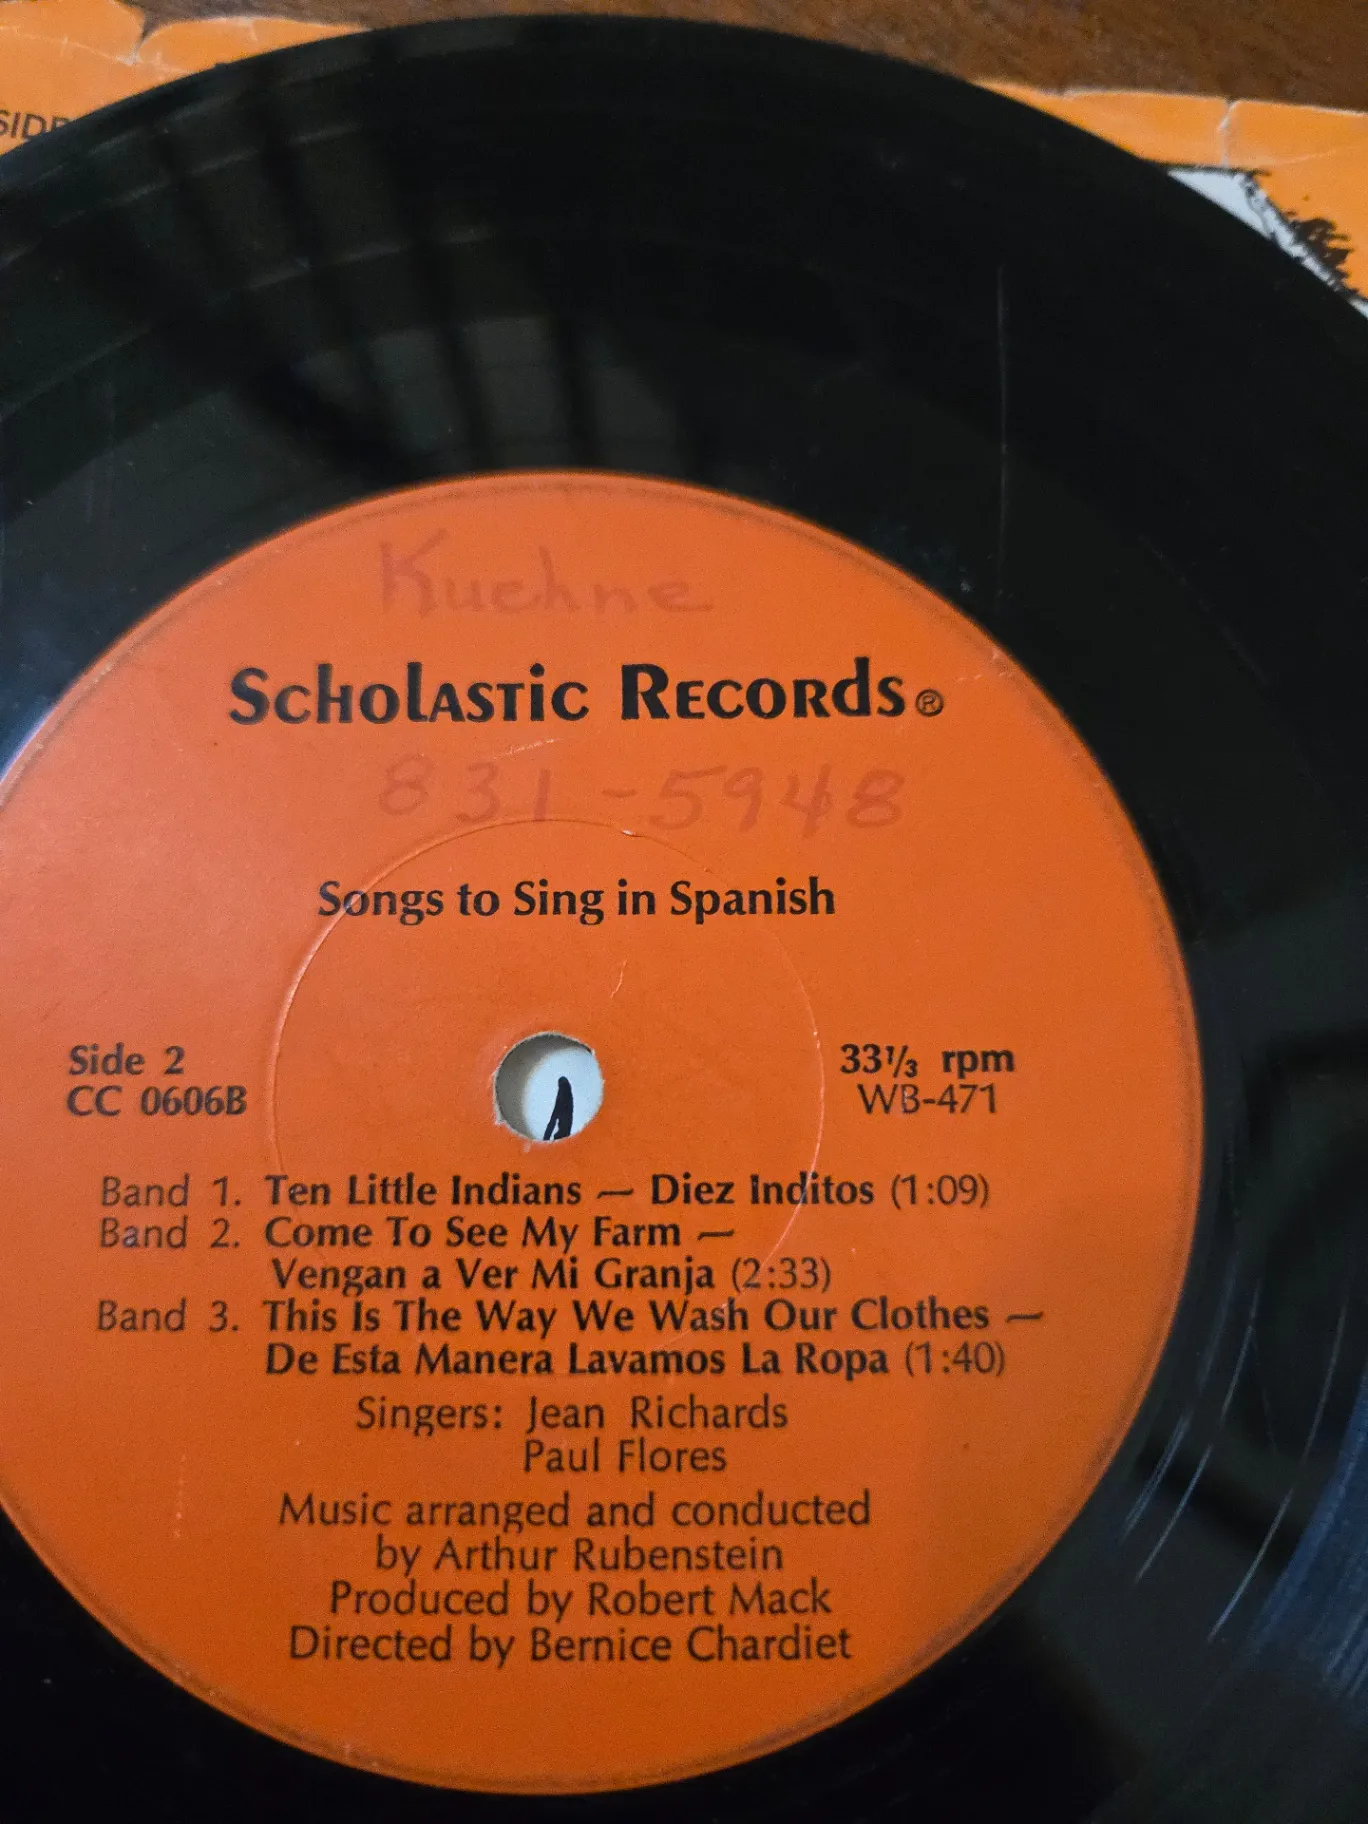 SIDE
Kuehne
Scholastic Records®
831-5948
Songs to Sing in Spanish
Side 2
CC 0606B
33⅓ rpm
WB-471
Band 1. Ten Little Indians — Diez Inditos (1:09)
Band 2. Come To See My Farm —
Vengan a Ver Mi Granja (2:33)
Band 3. This Is The Way We Wash Our Clothes —
De Esta Manera Lavamos La Ropa (1:40)
Singers: Jean Richards
Paul Flores
Music arranged and conducted
by Arthur Rubenstein
Produced by Robert Mack
Directed by Bernice Chardiet